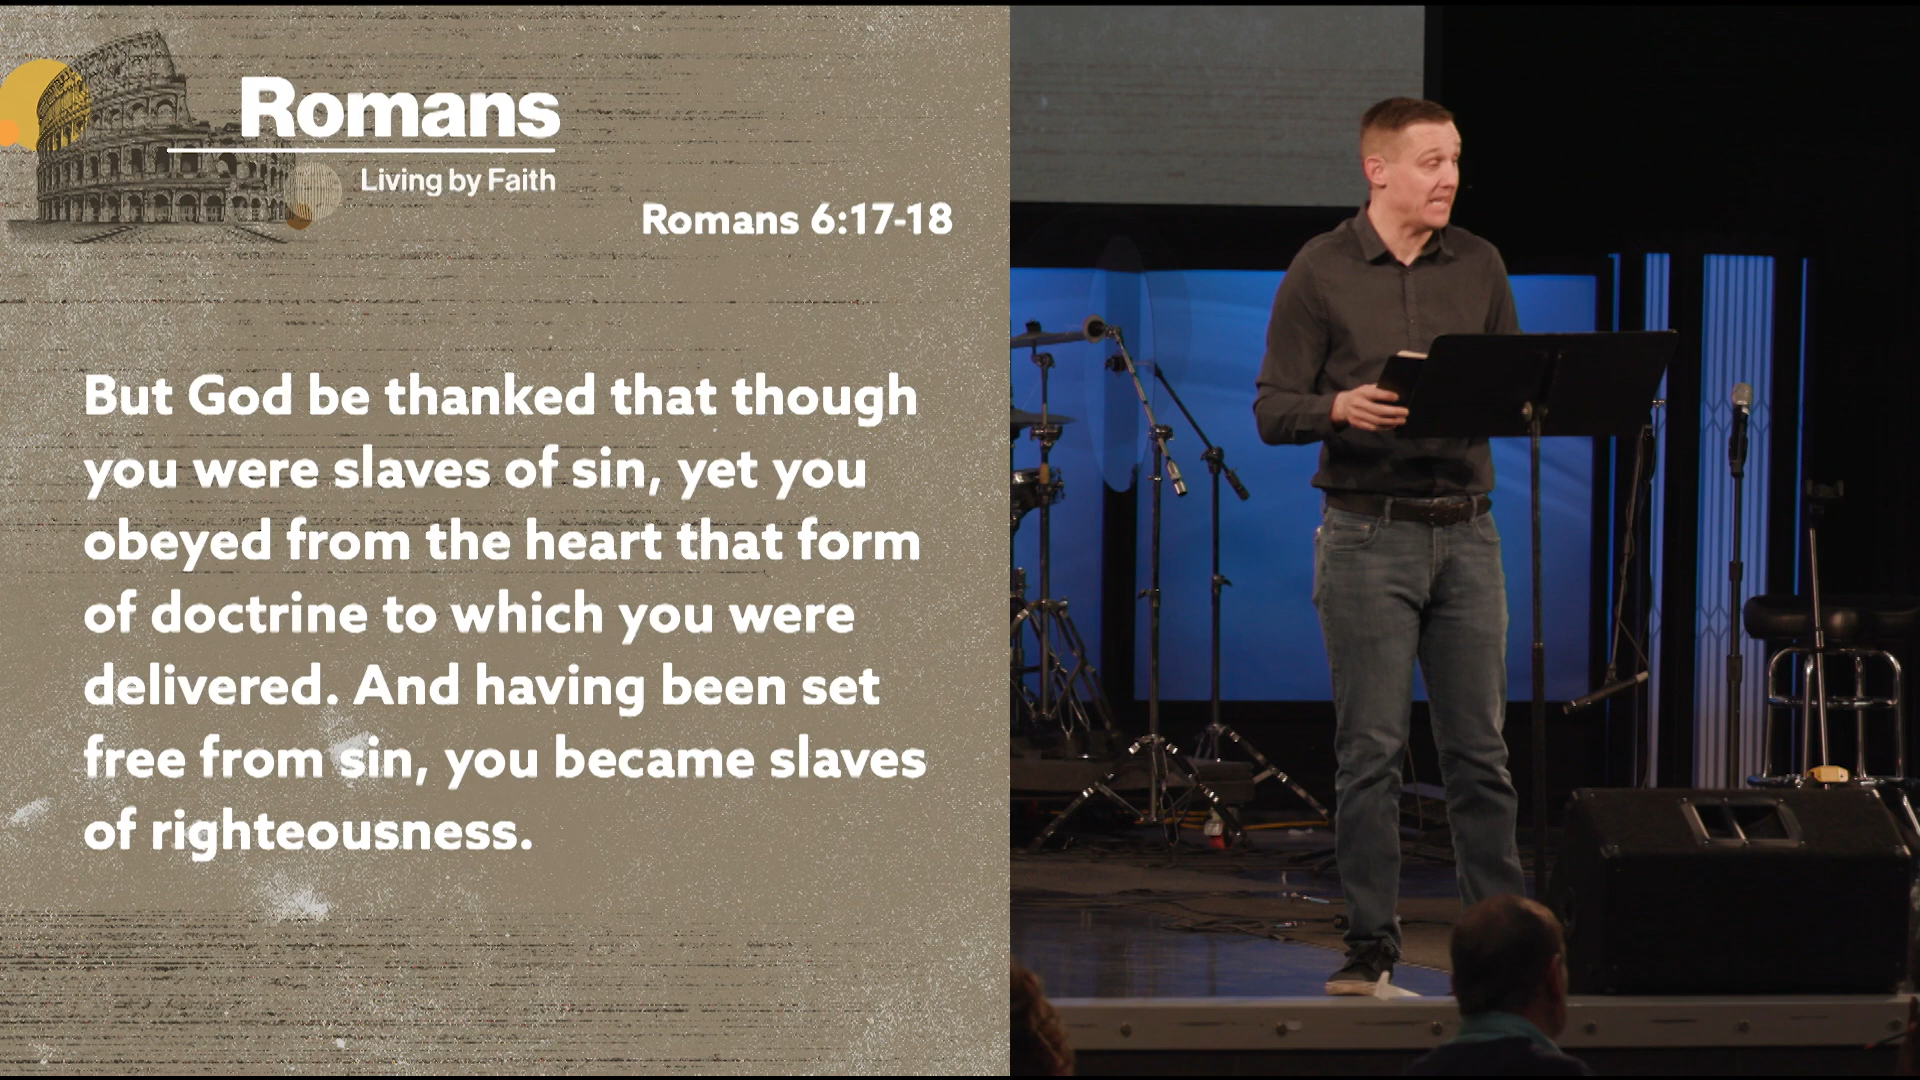 Romans
Living by Faith
Romans 6:17-18
But God be thanked that though
you were slaves of sin, yet you
obeyed from the heart that form
of doctrine to which you were
delivered. And having been set
free from sin, you became slaves
of righteousness.